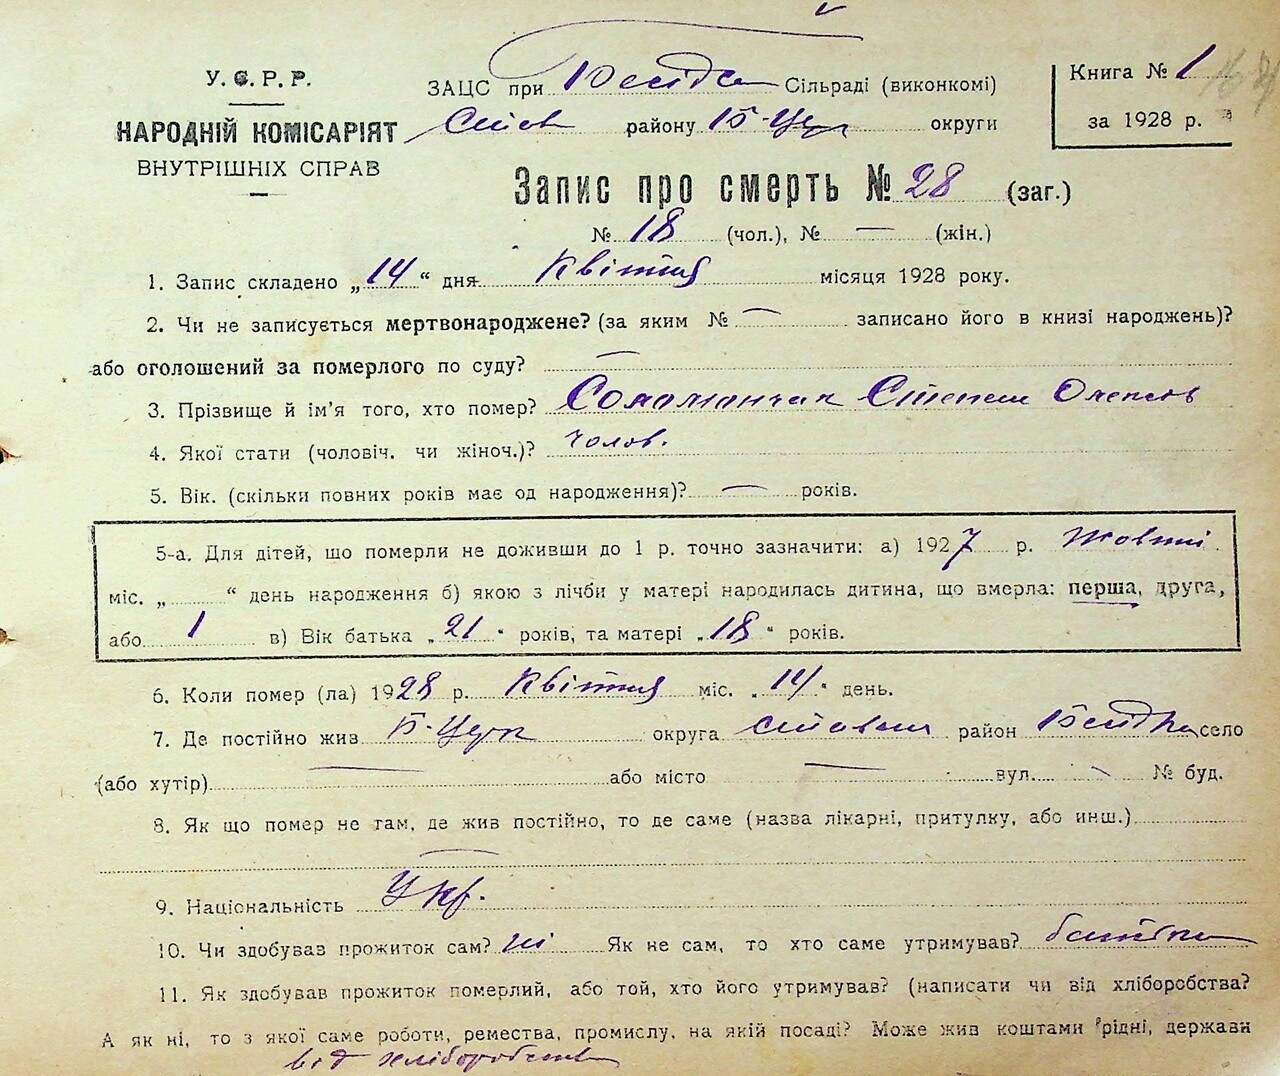 У.С.Р.Р.
НАРОДНІЙ КОМІСАРІЯТ
ВНУТРІШНІХ СПРАВ
ЗАЦС при Сільраді (виконкомі)
Став району Б-Церк округи
Книга № 1
за 1928 р.
Запис про смерть № 28 (заг.)
№ 18 (чол.), № — (жін.)
1. Запис складено „14“ дня Квітня місяця 1928 року.
2. Чи не записується мертвонароджене? (за яким № — записано його в книзі народжень)?
або оголошений за померлого по суду? —
3. Прізвище й ім'я того, хто помер? Степан
4. Якої стати (чоловіч. чи жіноч.)? чолов.
5. Вік. (скільки повних років має од народження)? — років.
5-а. Для дітей, що померли не доживши до 1 р. точно зазначити: а) 1927 р. Жовтні
міс. „ “ день народження б) якою з лічби у матері народилась дитина, що вмерла: перша, друга,
або 1 в) Вік батька „21“ років, та матері „18“ років.
6. Коли помер (ла) 1928 р. Квітня міс. „14“ день.
7. Де постійно жив Б-Церк округа район село
(або хутір) — або місто — вул. № буд.
8. Як що помер не там, де жив постійно, то де саме (назва лікарні, притулку, або инш.)
—
9. Національність Укр.
10. Чи здобував прожиток сам? ні Як не сам, то хто саме утримував? батько
11. Як здобував прожиток померлий, або той, хто його утримував? (написати чи від хліборобства?
А як ні, то з якої саме роботи, ремества, промислу, на якій посаді? Може жив коштами рідні, держави
від хліборобства